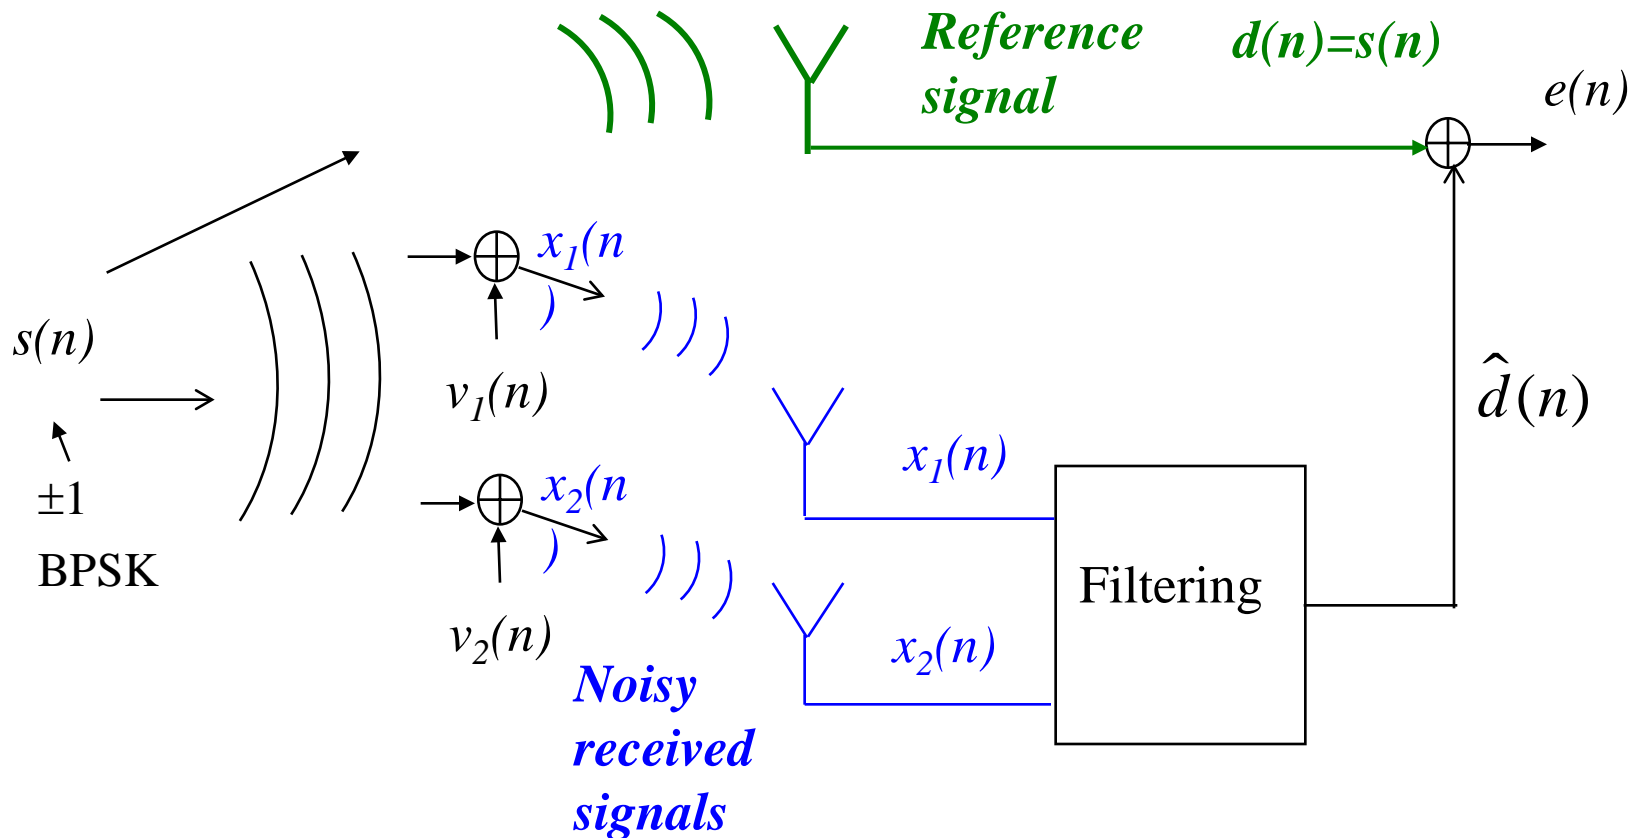 Reference
signal
d(n)=s(n)
e(n)
x1(n
)
s(n)
v1(n)
±1
BPSK
x2(n
)
v2(n)
Noisy
received
signals
x1(n)
x2(n)
Filtering
d̂(n)